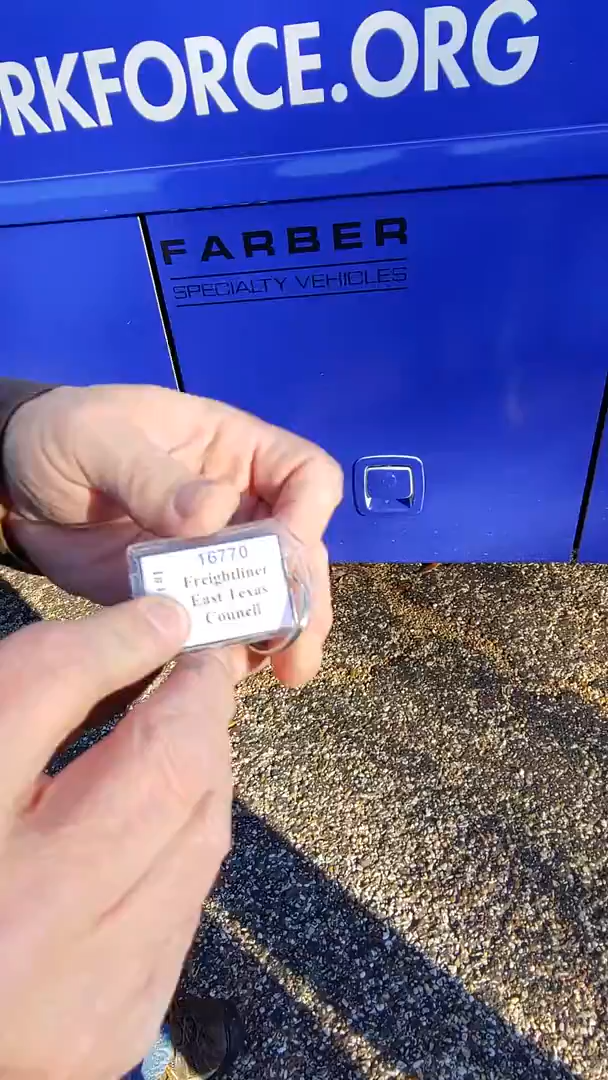 RKFORCE.ORG
FARBER
SPECIALTY VEHICLES
16770
Freightliner
East Texas
Council